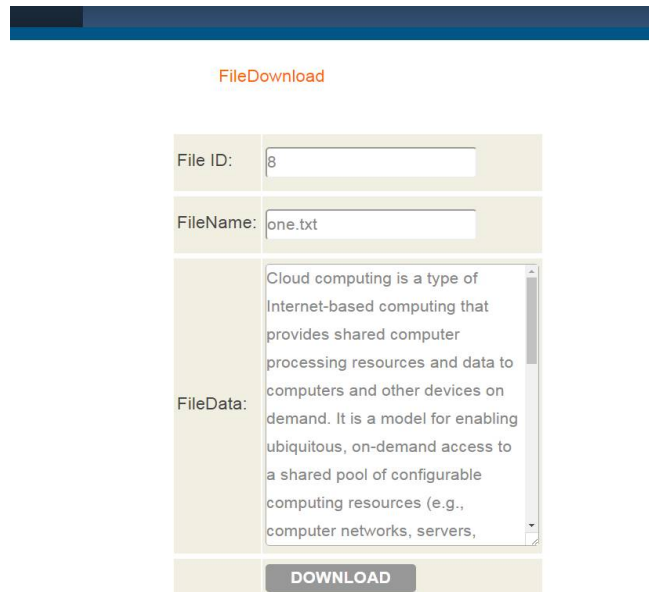 FileDownload
File ID:
8
FileName:
one.txt
FileData:
Cloud computing is a type of
Internet-based computing that
provides shared computer
processing resources and data to
computers and other devices on
demand. It is a model for enabling
ubiquitous, on-demand access to
a shared pool of configurable
computing resources (e.g.,
computer networks, servers,
DOWNLOAD